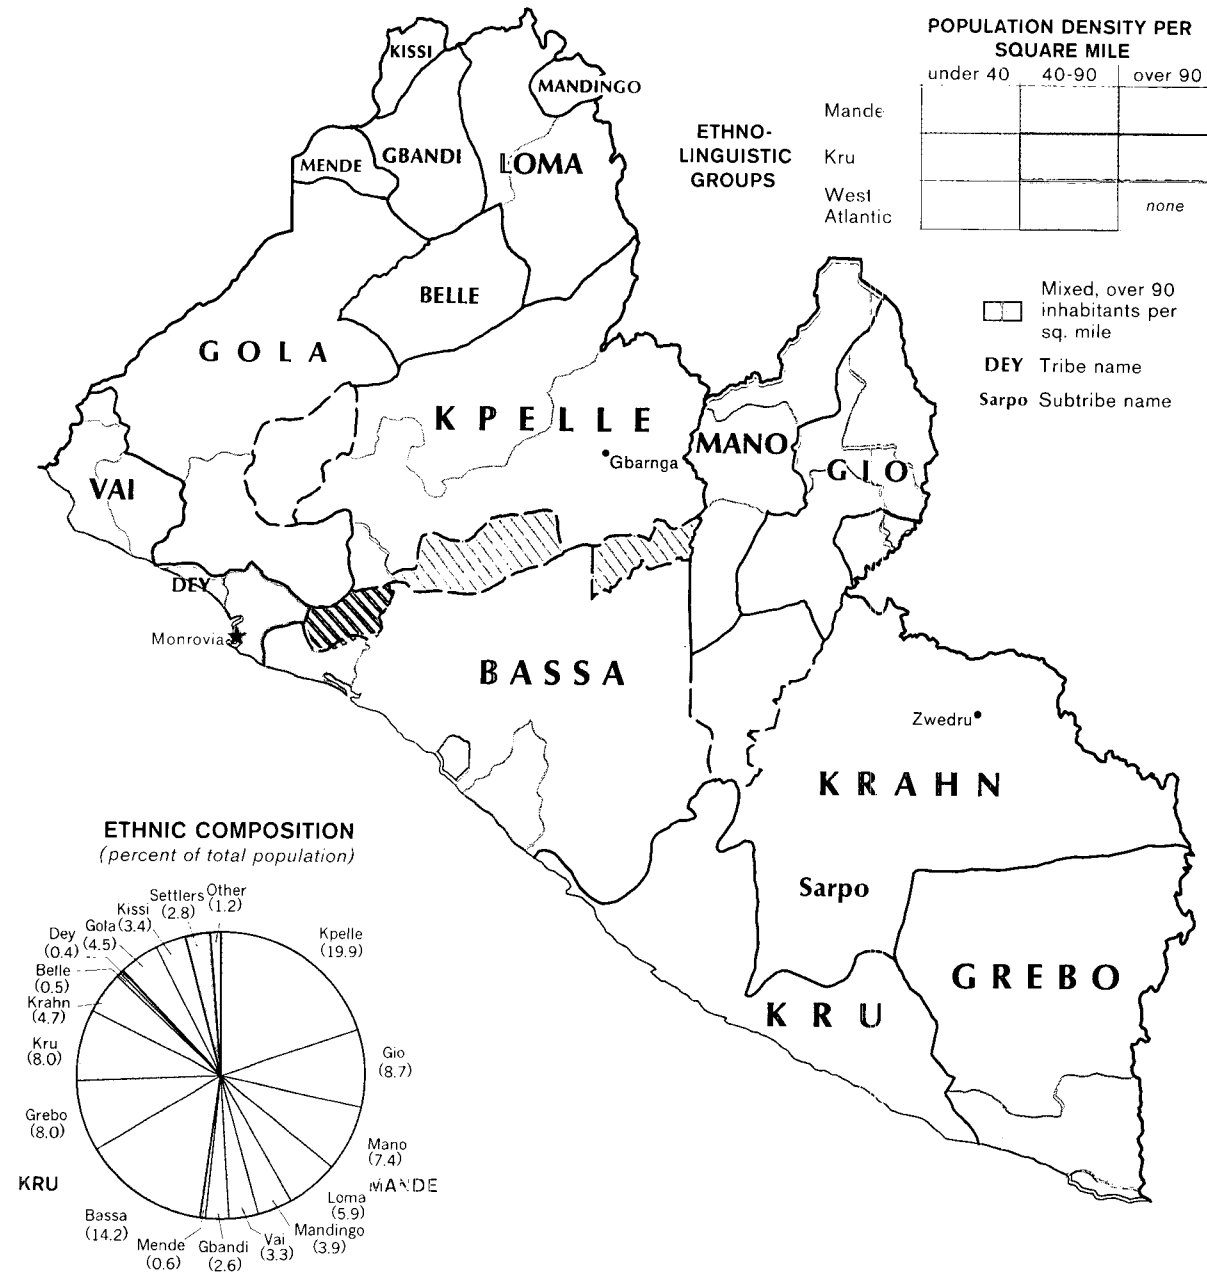 POPULATION DENSITY PER
SQUARE MILE
under 40 40-90 over 90
ETHNO-
LINGUISTIC
GROUPS
Mande
Kru
West
Atlantic
none
Mixed, over 90
inhabitants per
sq. mile
DEY Tribe name
Sarpo Subtribe name
KISSI
MANDINGO
MENDE
GBANDI
LOMA
BELLE
GOLA
KPELLE
Gbarnga
MANO
GIO
VAI
DEY
Monrovia
BASSA
Zwedru
KRAHN
Sarpo
GREBO
KRU
ETHNIC COMPOSITION
(percent of total population)
Other
(1.2)
Settlers
(2.8)
Kissi
(3.4)
Gola
(4.5)
Dey
(0.4)
Belle
(0.5)
Krahn
(4.7)
Kru
(8.0)
Grebo
(8.0)
KRU
Bassa
(14.2)
Mende
(0.6)
Gbandi
(2.6)
Vai
(3.3)
Mandingo
(3.9)
Loma
(5.9)
MANDE
Mano
(7.4)
Gio
(8.7)
Kpelle
(19.9)